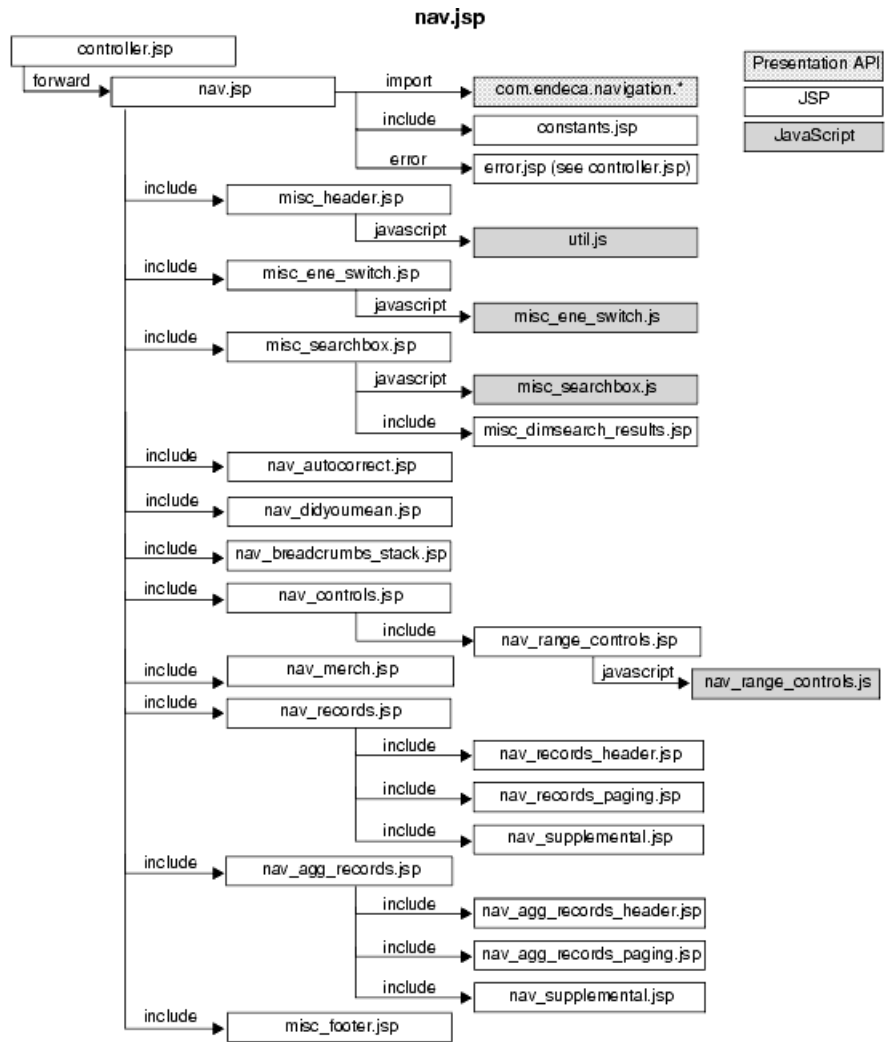 nav.jsp
controller.jsp
forward
nav.jsp
import
com.endeca.navigation.*
Presentation API
include
constants.jsp
JSP
error
error.jsp (see controller.jsp)
JavaScript
include
misc_header.jsp
javascript
util.js
include
misc_ene_switch.jsp
javascript
misc_ene_switch.js
include
misc_searchbox.jsp
javascript
misc_searchbox.js
include
misc_dimsearch_results.jsp
include
nav_autocorrect.jsp
include
nav_didyoumean.jsp
include
nav_breadcrumbs_stack.jsp
include
nav_controls.jsp
include
nav_range_controls.jsp
javascript
nav_range_controls.js
include
nav_merch.jsp
include
nav_records.jsp
include
nav_records_header.jsp
include
nav_records_paging.jsp
include
nav_supplemental.jsp
include
nav_agg_records.jsp
include
nav_agg_records_header.jsp
include
nav_agg_records_paging.jsp
include
nav_supplemental.jsp
include
misc_footer.jsp